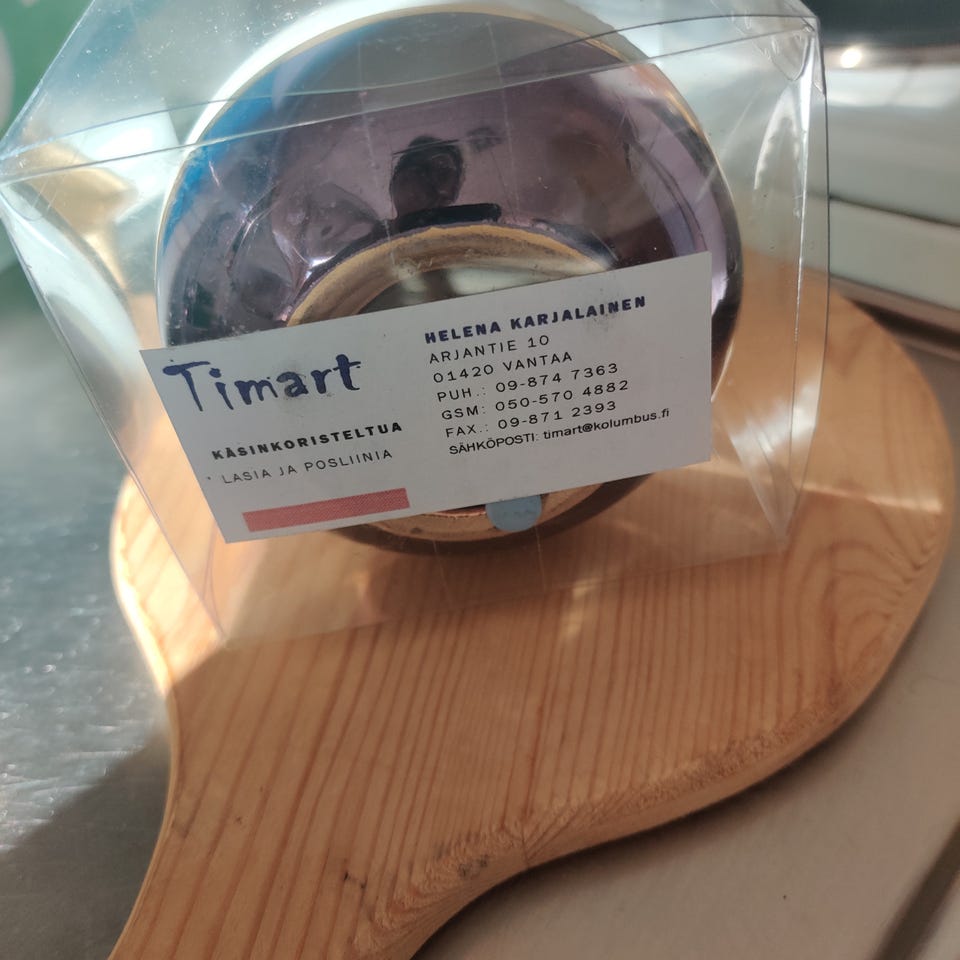 Timart
KÄSINKORISTELTUA
LASIA JA POSLIINIA
HELENA KARJALAINEN
ARJANTIE 10
01420 VANTAA
PUH.: 09-874 7363
GSM: 050-570 4882
FAX.: 09-871 2393
SÄHKÖPOSTI: timart@kolumbus.fi